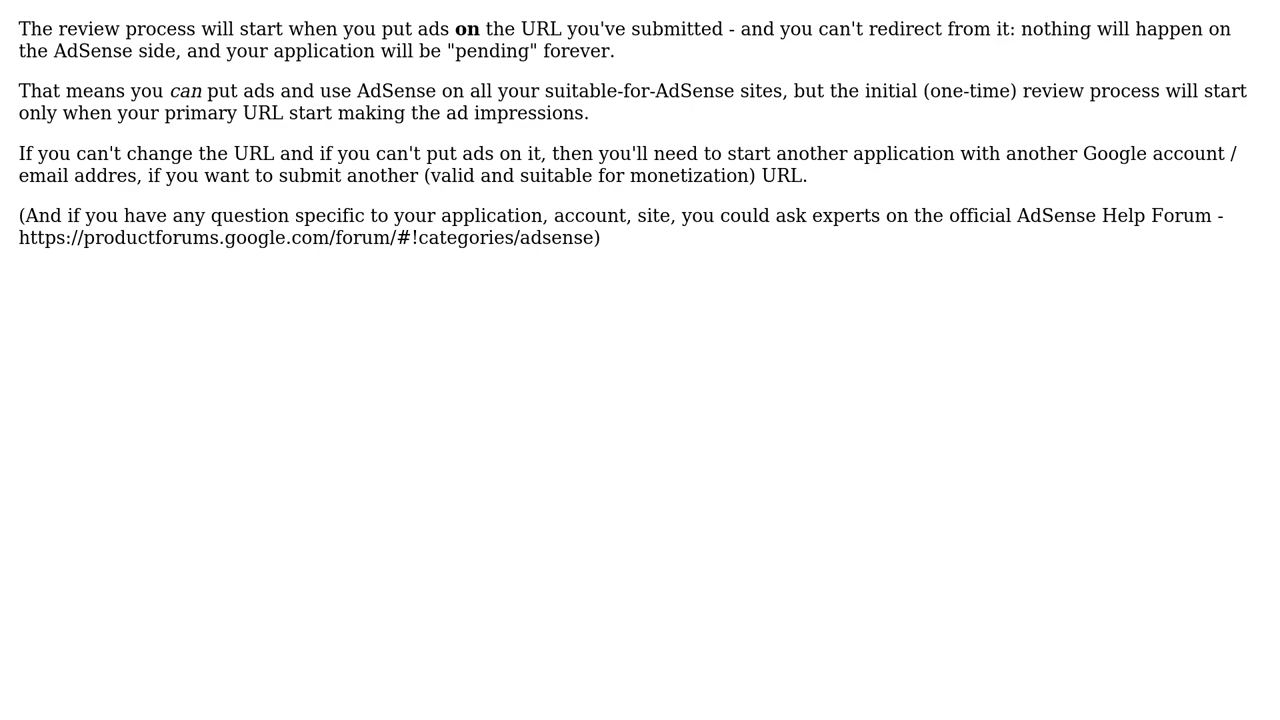 The review process will start when you put ads on the URL you've submitted - and you can't redirect from it: nothing will happen on
the AdSense side, and your application will be "pending" forever.
That means you can put ads and use AdSense on all your suitable-for-AdSense sites, but the initial (one-time) review process will start
only when your primary URL start making the ad impressions.
If you can't change the URL and if you can't put ads on it, then you'll need to start another application with another Google account /
email addres, if you want to submit another (valid and suitable for monetization) URL.
(And if you have any question specific to your application, account, site, you could ask experts on the official AdSense Help Forum -
https://productforums.google.com/forum/#!categories/adsense)